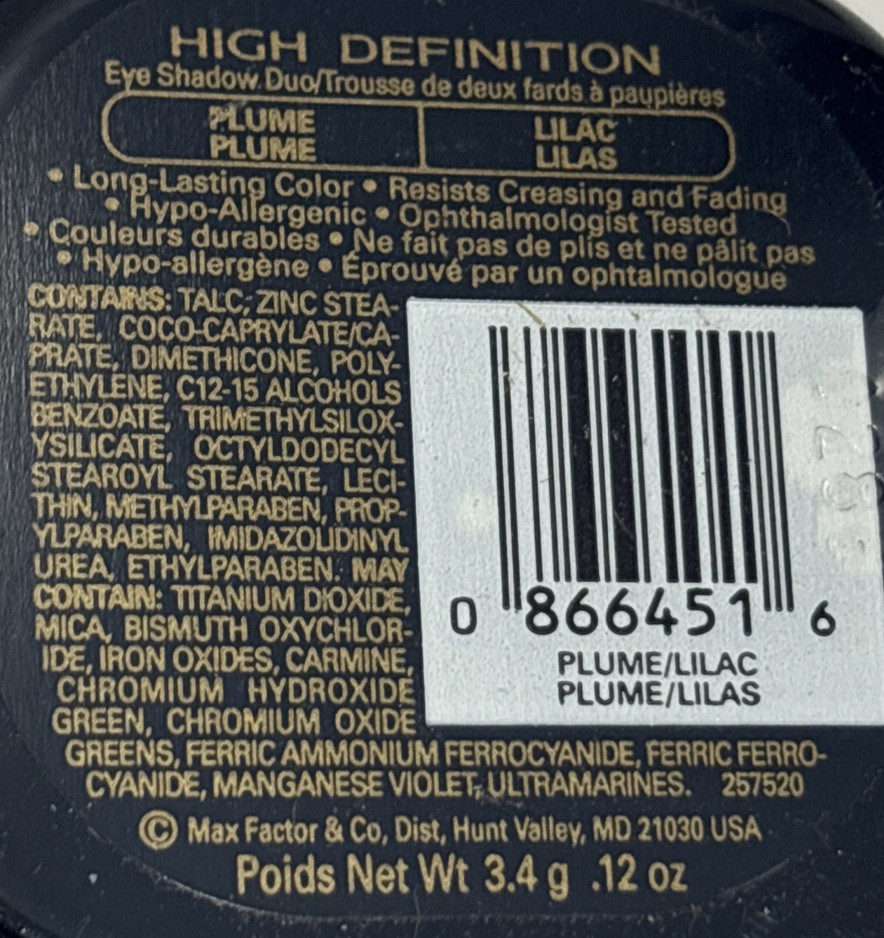 HIGH DEFINITION
Eye Shadow Duo/Trousse de deux fards à paupières
PLUME
PLUME
LILAC
LILAS
• Long-Lasting Color • Resists Creasing and Fading
• Hypo-Allergenic • Ophthalmologist Tested
• Couleurs durables • Ne fait pas de plis et ne pâlit pas
• Hypo-allergène • Éprouvé par un ophtalmologue
CONTAINS: TALC, ZINC STEA-
RATE, COCO-CAPRYLATE/CA-
PRATE, DIMETHICONE, POLY-
ETHYLENE, C12-15 ALCOHOLS
BENZOATE, TRIMETHYLSILOX-
YSILICATE, OCTYLDODECYL
STEAROYL STEARATE, LECI-
THIN, METHYLPARABEN, PROP-
YLPARABEN, IMIDAZOLIDINYL
UREA, ETHYLPARABEN. MAY
CONTAIN: TITANIUM DIOXIDE,
MICA, BISMUTH OXYCHLOR-
IDE, IRON OXIDES, CARMINE,
CHROMIUM HYDROXIDE
GREEN, CHROMIUM OXIDE
GREENS, FERRIC AMMONIUM FERROCYANIDE, FERRIC FERRO-
CYANIDE, MANGANESE VIOLET, ULTRAMARINES. 257520
0 866451 6
PLUME/LILAC
PLUME/LILAS
© Max Factor & Co, Dist, Hunt Valley, MD 21030 USA
Poids Net Wt 3.4 g .12 oz